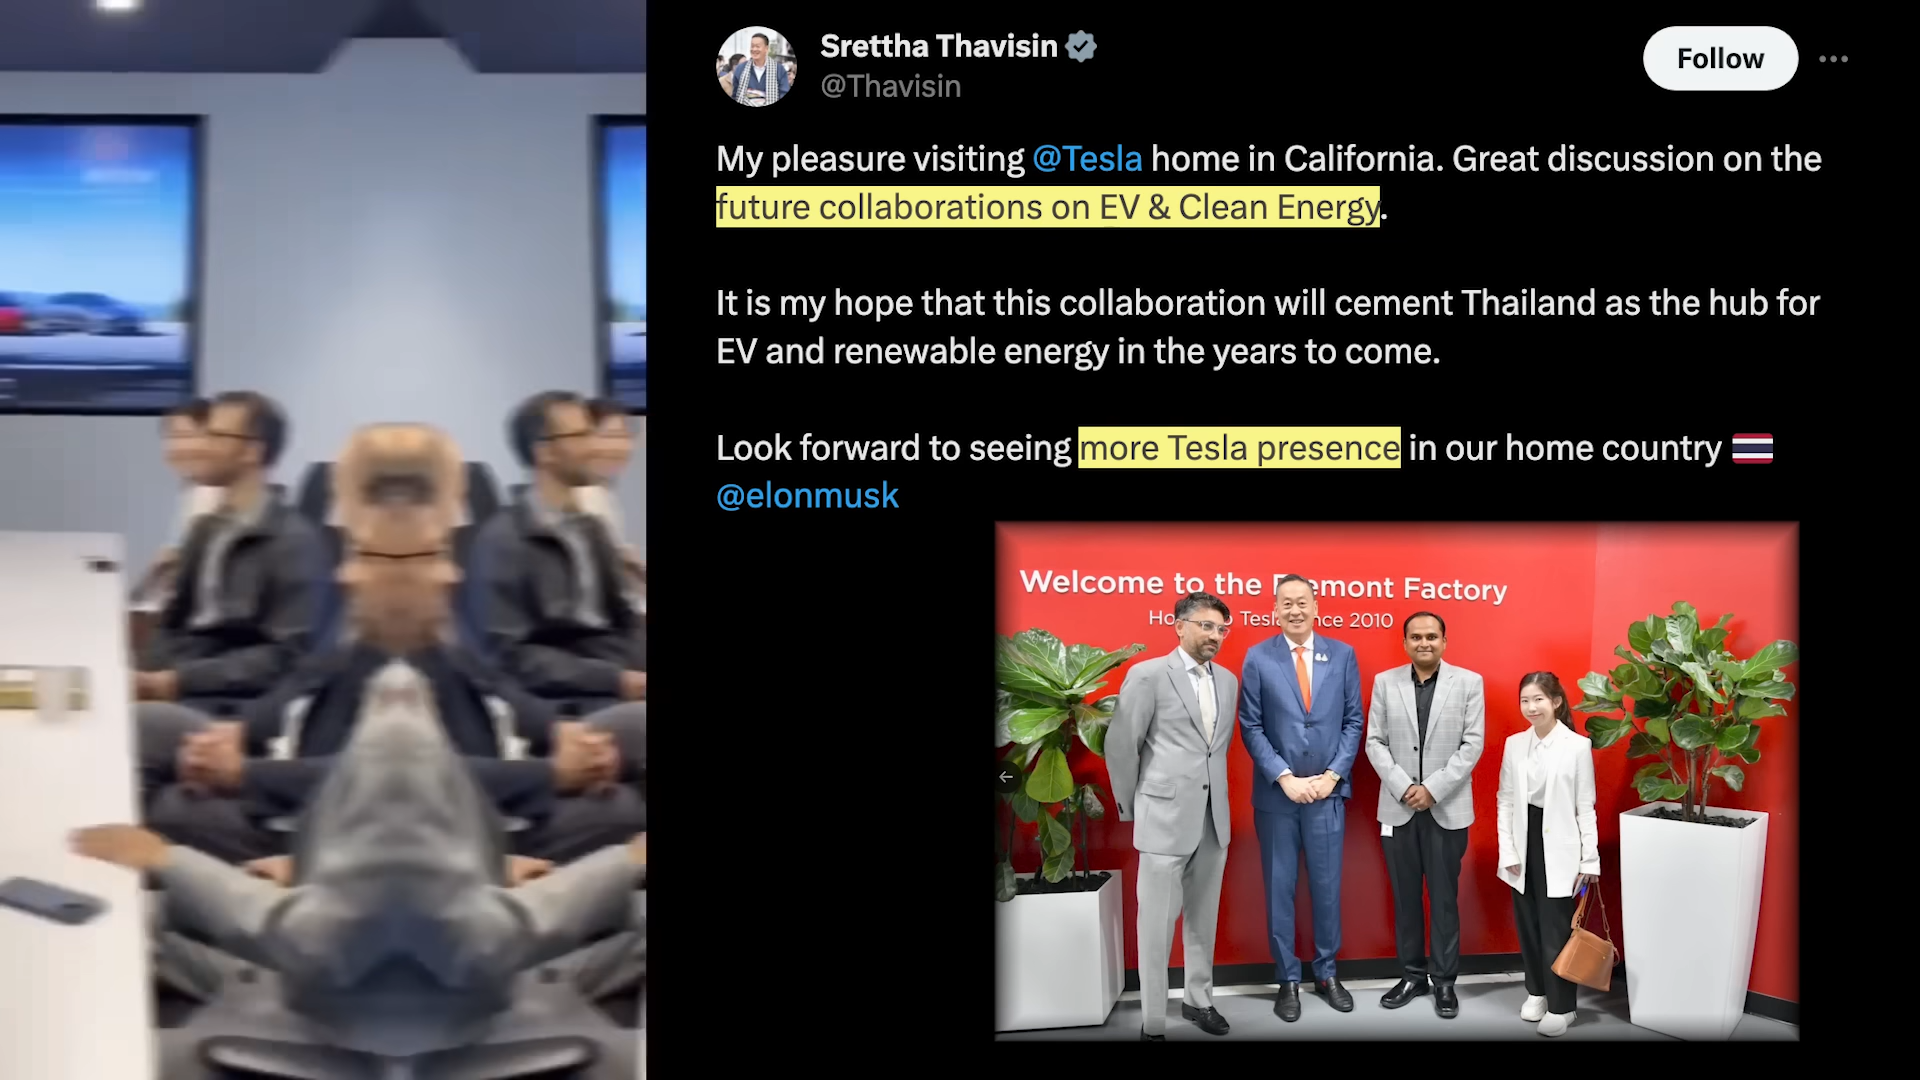 Srettha Thavisin
@Thavisin
Follow
My pleasure visiting @Tesla home in California. Great discussion on the
future collaborations on EV & Clean Energy.
It is my hope that this collaboration will cement Thailand as the hub for
EV and renewable energy in the years to come.
Look forward to seeing more Tesla presence in our home country
@elonmusk
Welcome to the Fremont Factory
Tesla since 2010